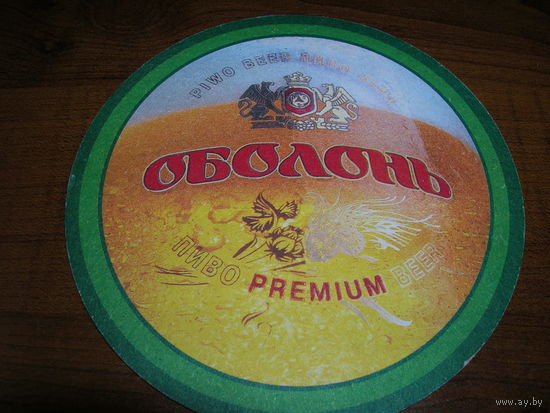 PIWO BEER ПИВО
ОБОЛОНЬ
ПИВО PREMIUM BEER
www.ay.by